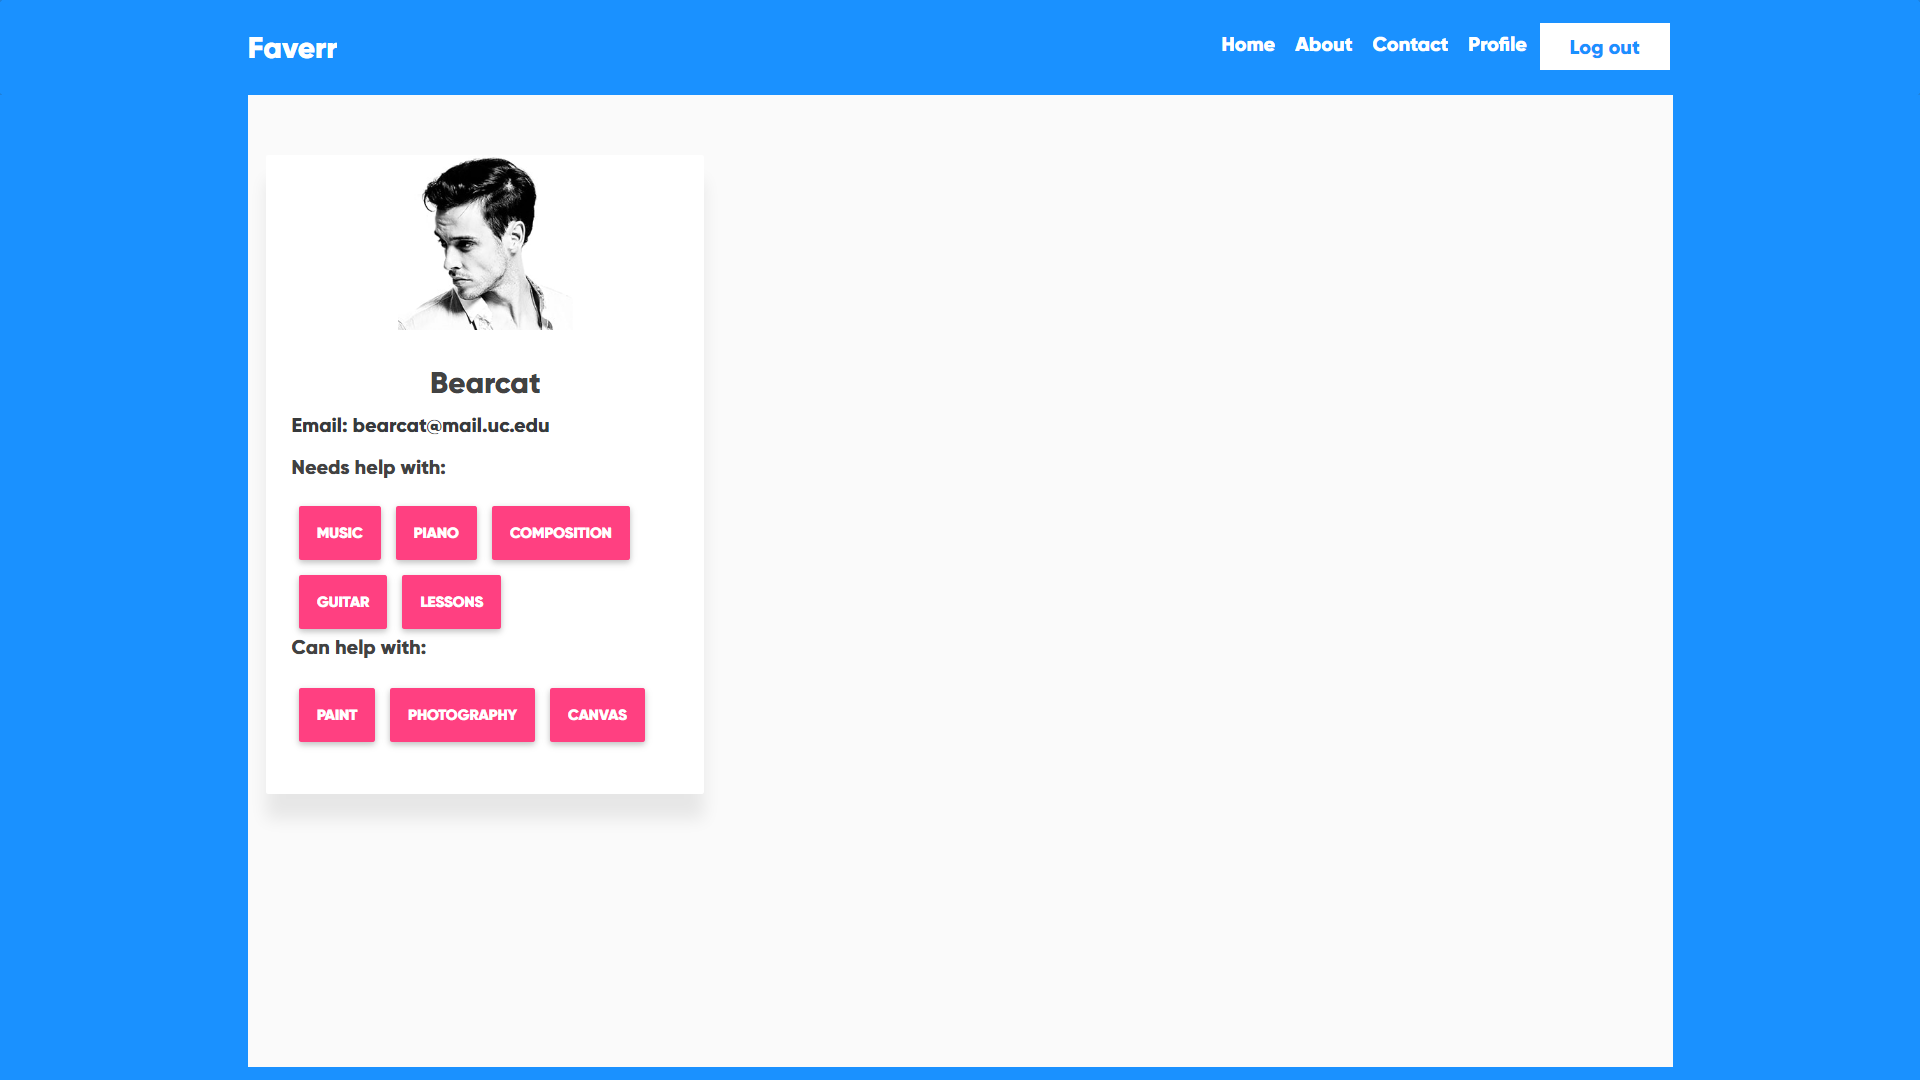 Faverr
Home About Contact Profile Log out
Bearcat
Email: bearcat@mail.uc.edu
Needs help with:
MUSIC PIANO COMPOSITION
GUITAR LESSONS
Can help with:
PAINT PHOTOGRAPHY CANVAS